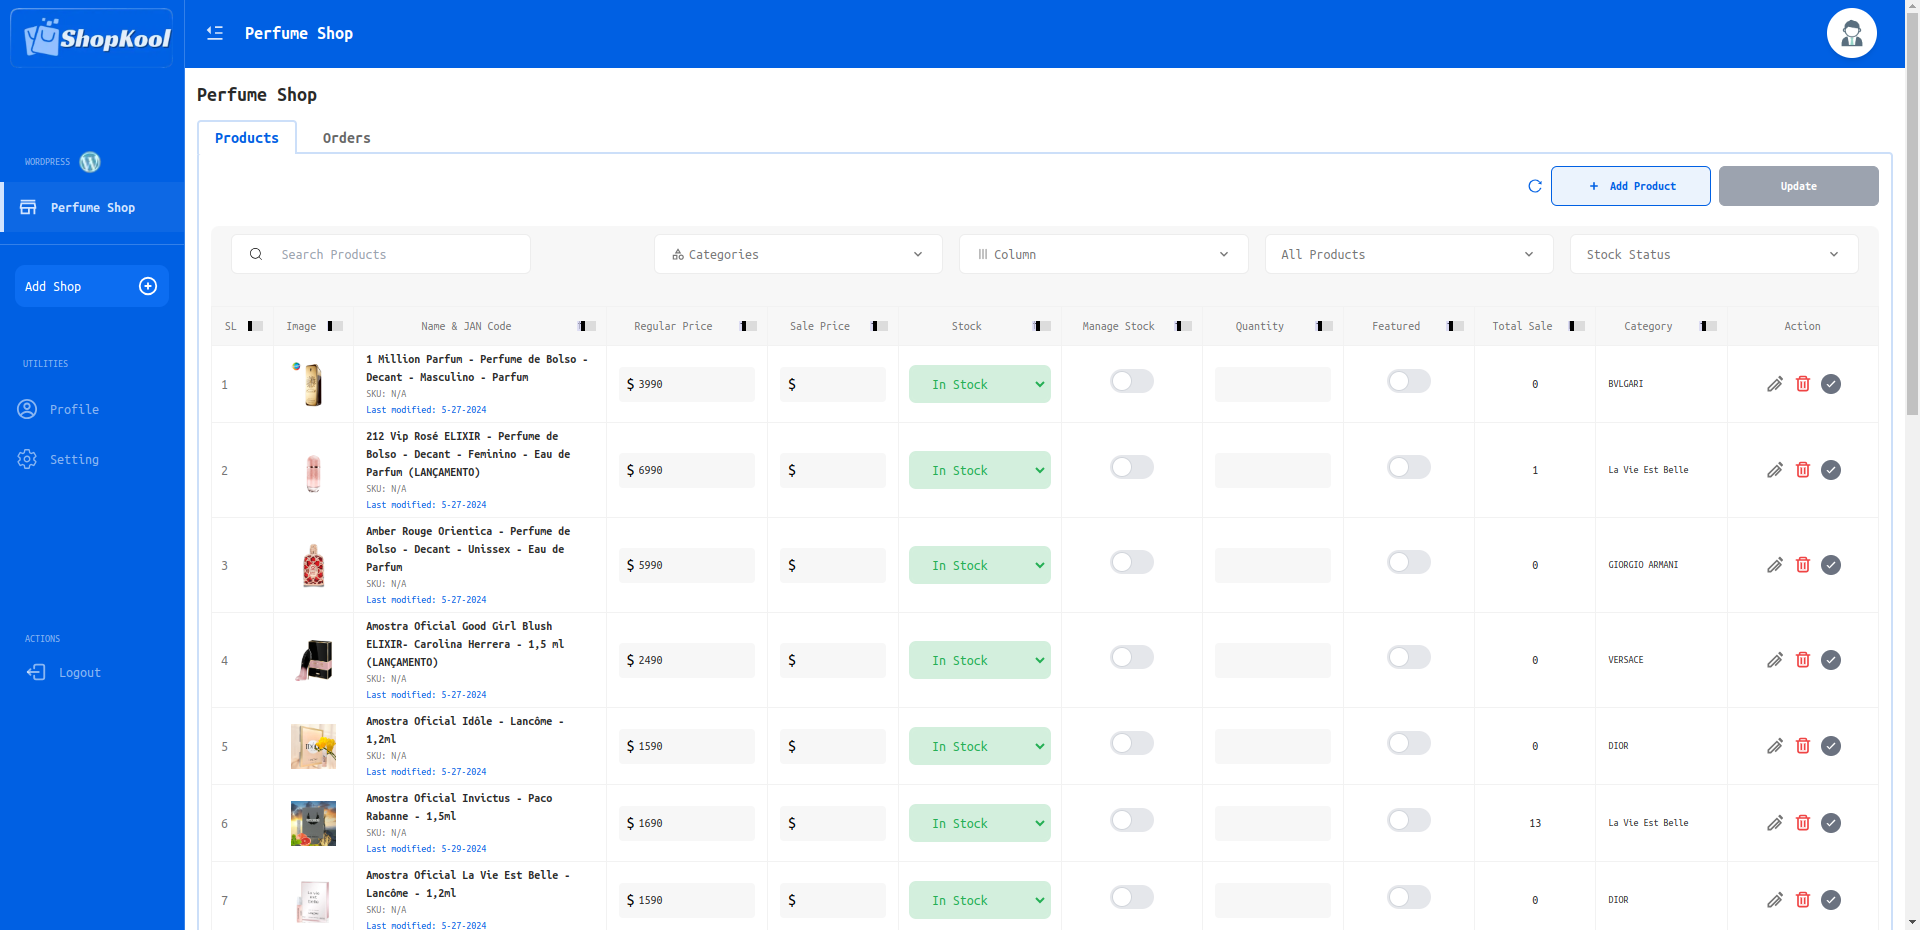 ShopKool
Perfume Shop
Perfume Shop
Products
Orders
WORDPRESS
Perfume Shop
Add Shop
UTILITIES
Profile
Setting
ACTIONS
Logout
+ Add Product
Update
Search Products
Categories
Column
All Products
Stock Status
SL
Image
Name & JAN Code
Regular Price
Sale Price
Stock
Manage Stock
Quantity
Featured
Total Sale
Category
Action
1
1 Million Parfum - Perfume de Bolso -
Decant - Masculino - Parfum
SKU: N/A
Last modified: 5-27-2024
$ 3990
$
In Stock
0
BVLGARI
2
212 Vip Rosé ELIXIR - Perfume de
Bolso - Decant - Feminino - Eau de
Parfum (LANÇAMENTO)
SKU: N/A
Last modified: 5-27-2024
$ 6990
$
In Stock
1
La Vie Est Belle
3
Amber Rouge Orientica - Perfume de
Bolso - Decant - Unissex - Eau de
Parfum
SKU: N/A
Last modified: 5-27-2024
$ 5990
$
In Stock
0
GIORGIO ARMANI
4
Amostra Oficial Good Girl Blush
ELIXIR- Carolina Herrera - 1,5 ml
(LANÇAMENTO)
SKU: N/A
Last modified: 5-27-2024
$ 2490
$
In Stock
0
VERSACE
5
Amostra Oficial Idôle - Lancôme -
1,2ml
SKU: N/A
Last modified: 5-27-2024
$ 1590
$
In Stock
0
DIOR
6
Amostra Oficial Invictus - Paco
Rabanne - 1,5ml
SKU: N/A
Last modified: 5-29-2024
$ 1690
$
In Stock
13
La Vie Est Belle
7
Amostra Oficial La Vie Est Belle -
Lancôme - 1,2ml
SKU: N/A
Last modified: 5-27-2024
$ 1590
$
In Stock
0
DIOR